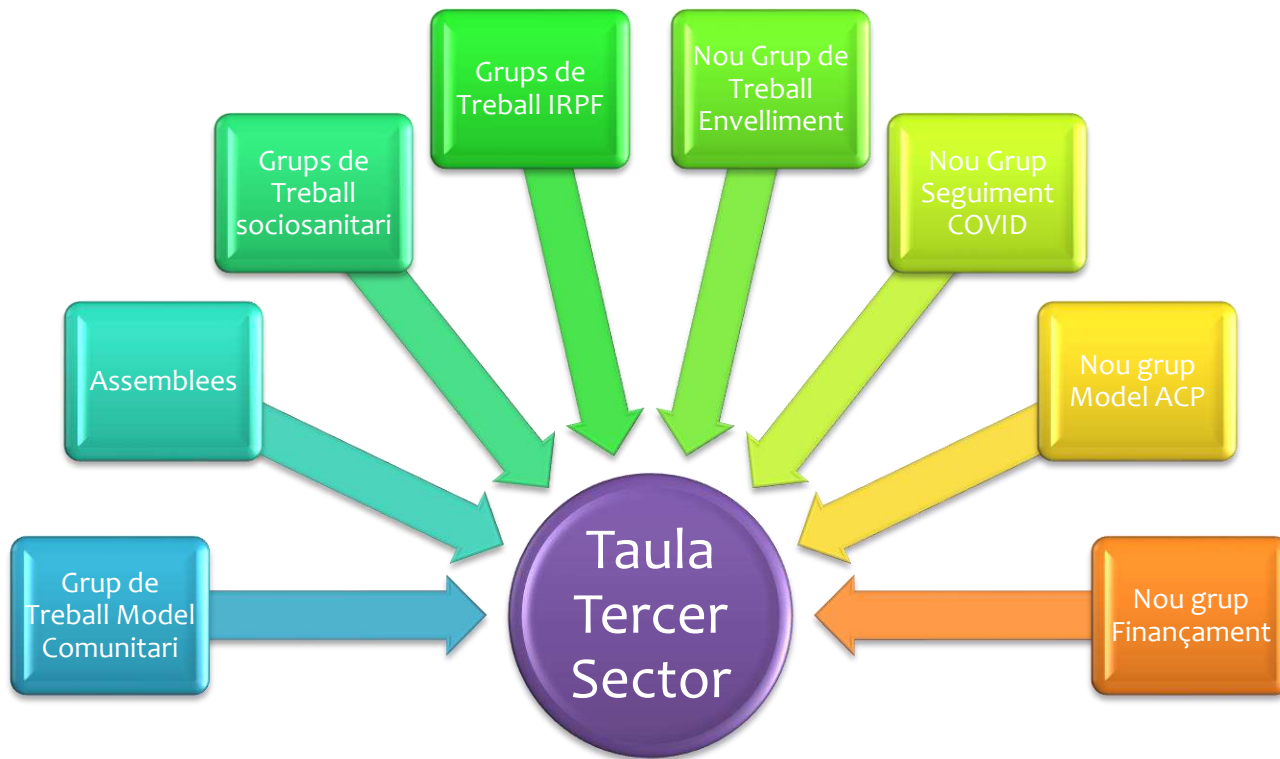 Grup de
Treball Model
Comunitari
Assemblees
Grups de
Treball
sociosanitari
Grups de
Treball IRPF
Nou Grup de
Treball
Envelliment
Nou Grup
Seguiment
COVID
Nou grup
Model ACP
Nou grup
Finançament
Taula
Tercer
Sector